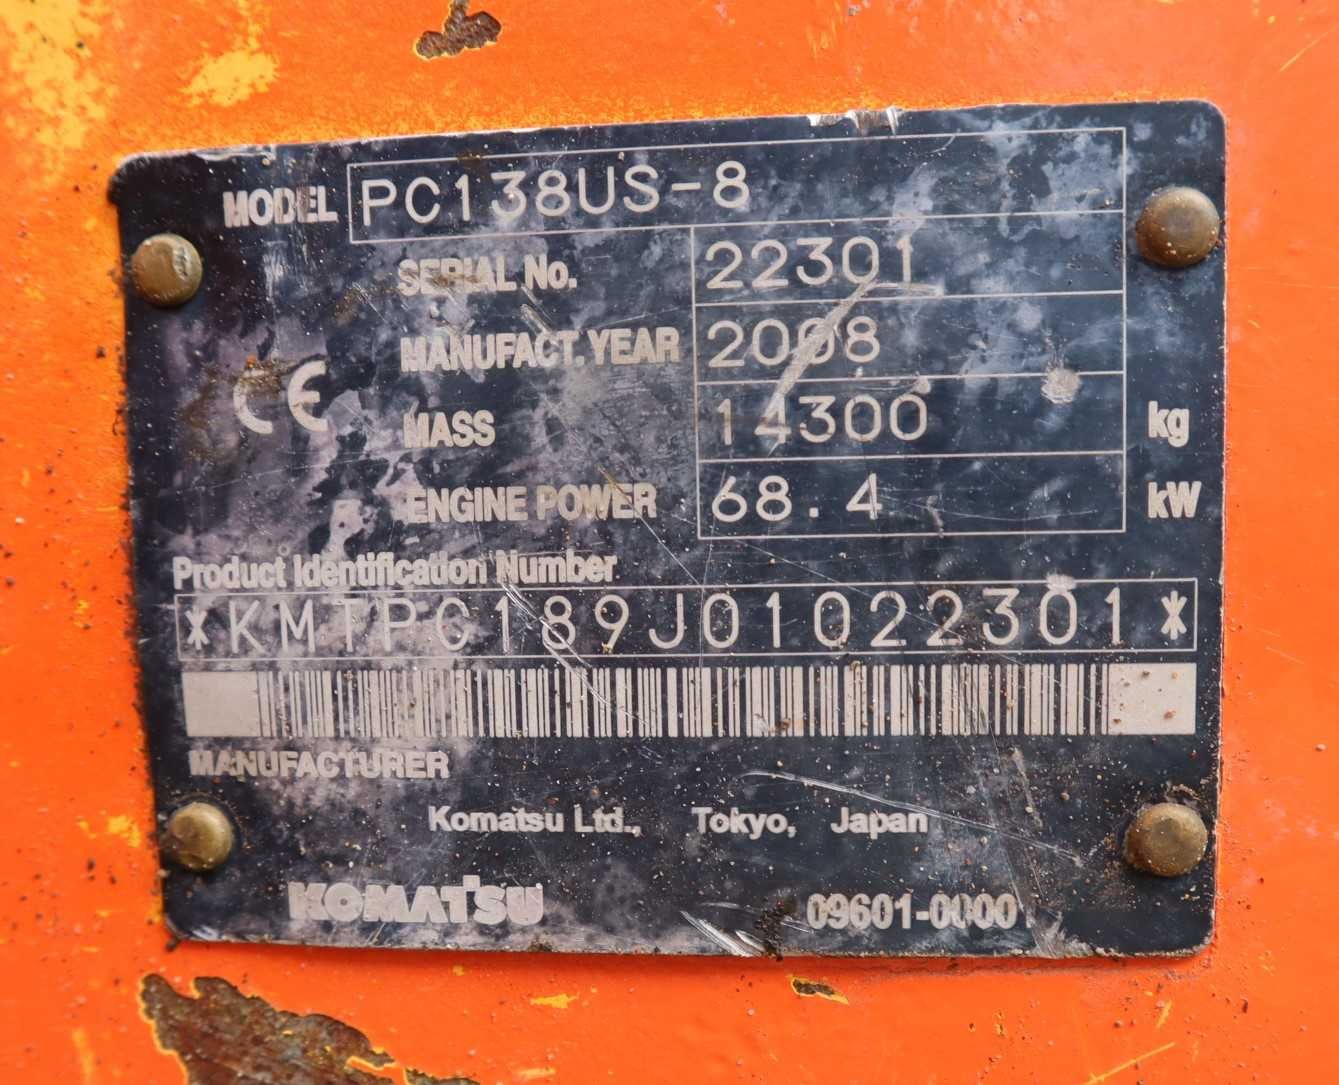 MODEL PC138US-8
SERIAL No. 22301
MANUFACT.YEAR 2008
CE
MASS 14300 kg
ENGINE POWER 68.4 kW
Product Identification Number
*KMTPC189J01022301*
MANUFACTURER
Komatsu Ltd., Tokyo, Japan
KOMATSU 09601-0000